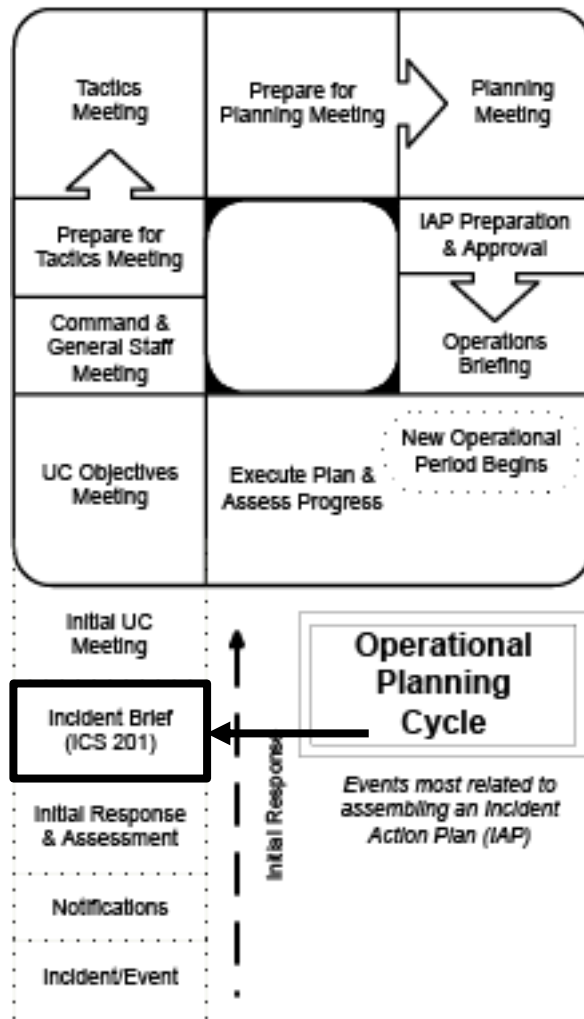 Tactics
Meeting
Prepare for
Planning Meeting
Planning
Meeting
Prepare for
Tactics Meeting
IAP Preparation
& Approval
Command &
General Staff
Meeting
Operations
Briefing
UC Objectives
Meeting
Execute Plan &
Assess Progress
New Operational
Period Begins
Initial UC
Meeting
Operational
Planning
Cycle
Incident Brief
(ICS 201)
Initial Response
Events most related to
assembling an Incident
Action Plan (IAP)
Initial Response
& Assessment
Notifications
Incident/Event